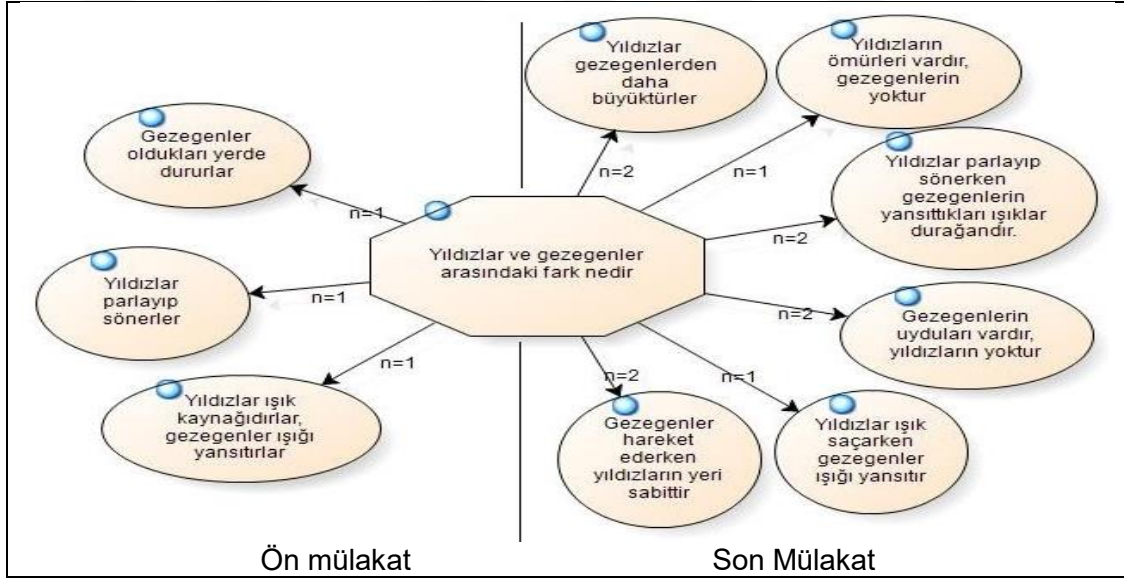 Yıldızlar
gezegenlerden
daha
büyüktürler
Yıldızların
ömürleri vardır,
gezegenlerin
yoktur
Gezegenler
oldukları yerde
dururlar
Yıldızlar parlayıp
sönerken
gezegenlerin
yansıttıkları ışıklar
durağandır.
n=2
n=1
n=1
n=2
Yıldızlar ve gezegenler
arasındaki fark nedir
Yıldızlar
parlayıp
sönerler
n=1
n=2
Gezegenlerin
uyduları vardır,
yıldızların yoktur
n=1
n=2
n=1
Yıldızlar ışık
kaynağıdırlar,
gezegenler ışığı
yansıtırlar
Gezegenler
hareket
ederken
yıldızların yeri
sabittir
Yıldızlar ışık
saçarken
gezegenler
ışığı yansıtır
Ön mülakat
Son Mülakat